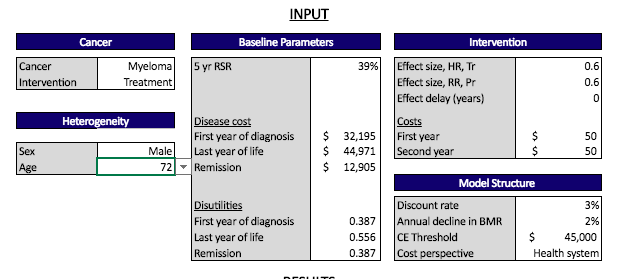 INPUT
Cancer
Cancer Myeloma
Intervention Treatment
Heterogeneity
Sex Male
Age 72
Baseline Parameters
5 yr RSR 39%
Disease cost
First year of diagnosis $ 32,195
Last year of life $ 44,971
Remission $ 12,905
Disutilities
First year of diagnosis 0.387
Last year of life 0.556
Remission 0.387
Intervention
Effect size, HR, Tr 0.6
Effect size, RR, Pr 0.6
Effect delay (years) 0
Costs
First year $ 50
Second year $ 50
Model Structure
Discount rate 3%
Annual decline in BMR 2%
CE Threshold $ 45,000
Cost perspective Health system